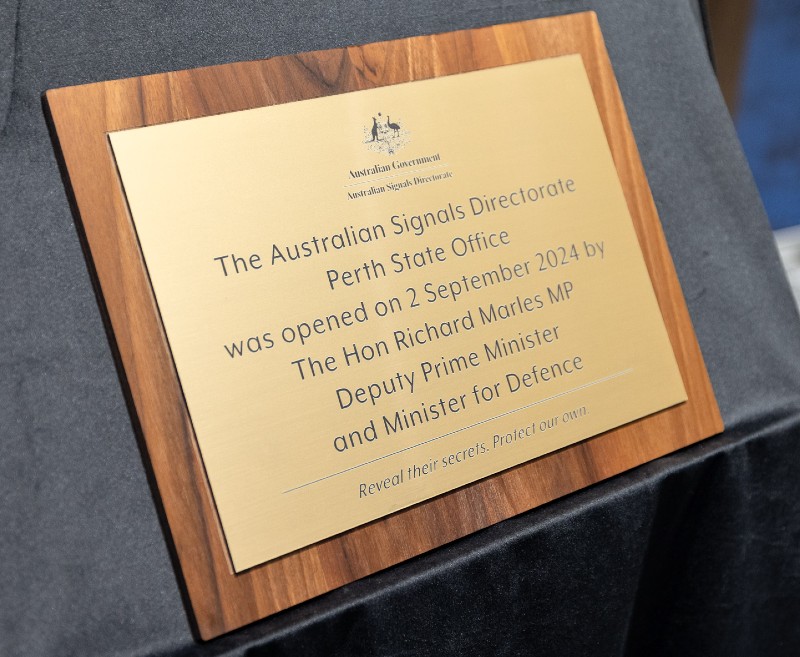 Australian Government
Australian Signals Directorate
The Australian Signals Directorate
Perth State Office
was opened on 2 September 2024 by
The Hon Richard Marles MP
Deputy Prime Minister
and Minister for Defence
Reveal their secrets. Protect our own.